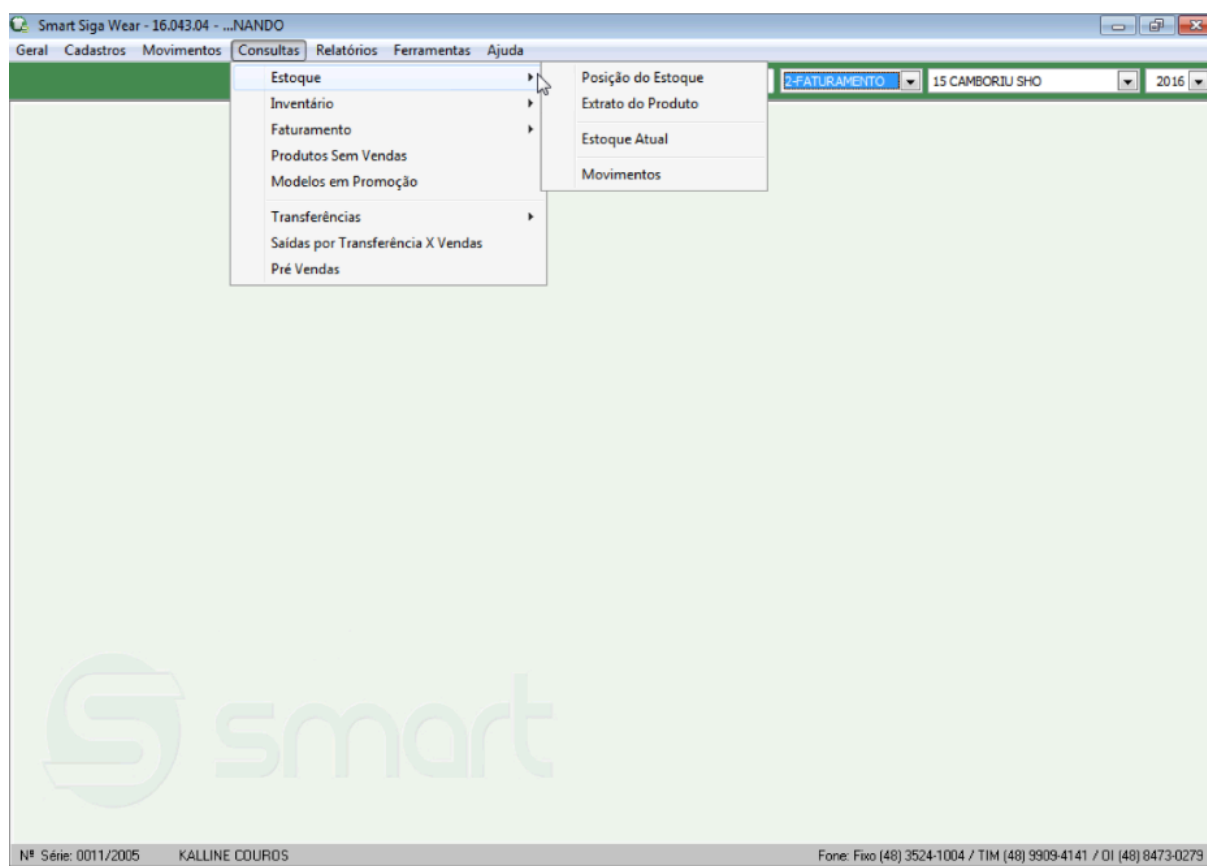 Smart Siga Wear - 16.043.04 - ...NANDO
Geral Cadastros Movimentos Consultas Relatórios Ferramentas Ajuda
2-FATURAMENTO 15 CAMBORIU SHO 2016
Estoque
Inventário
Faturamento
Produtos Sem Vendas
Modelos em Promoção
Transferências
Saídas por Transferência X Vendas
Pré Vendas
Posição do Estoque
Extrato do Produto
Estoque Atual
Movimentos
smart
Nº Série: 0011/2005 KALLINE COUROS Fone: Fixo (48) 3524-1004 / TIM (48) 9909-4141 / OI (48) 8473-0279